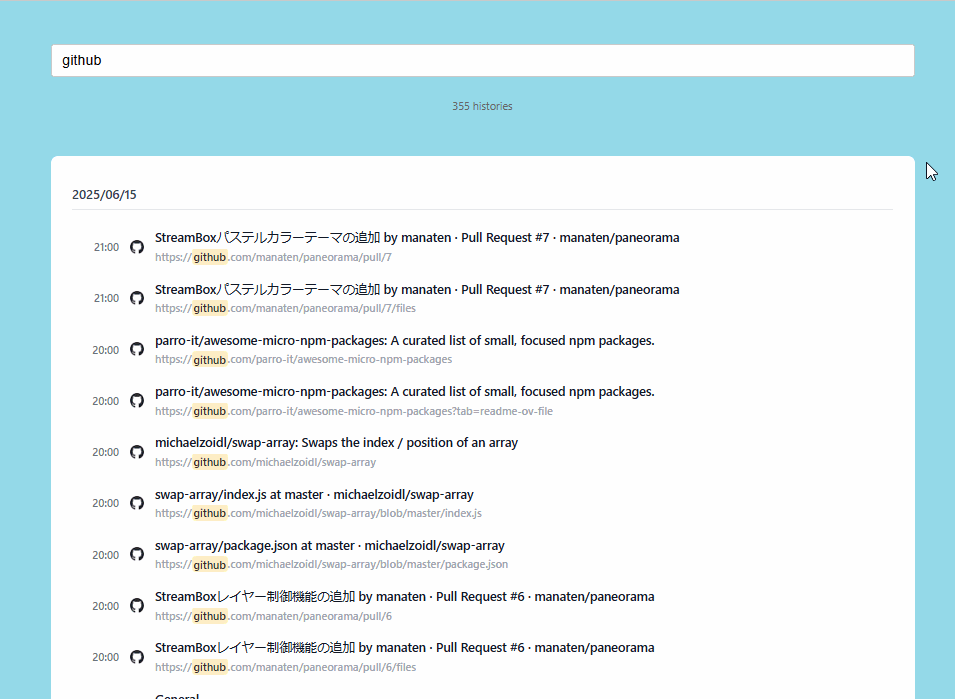 github
355 histories
2025/06/15
21:00 StreamBoxパステルカラーテーマの追加 by manaten · Pull Request #7 · manaten/paneorama
https://github.com/manaten/paneorama/pull/7
21:00 StreamBoxパステルカラーテーマの追加 by manaten · Pull Request #7 · manaten/paneorama
https://github.com/manaten/paneorama/pull/7/files
20:00 parro-it/awesome-micro-npm-packages: A curated list of small, focused npm packages.
https://github.com/parro-it/awesome-micro-npm-packages
20:00 parro-it/awesome-micro-npm-packages: A curated list of small, focused npm packages.
https://github.com/parro-it/awesome-micro-npm-packages?tab=readme-ov-file
20:00 michaelzoidl/swap-array: Swaps the index / position of an array
https://github.com/michaelzoidl/swap-array
20:00 swap-array/index.js at master · michaelzoidl/swap-array
https://github.com/michaelzoidl/swap-array/blob/master/index.js
20:00 swap-array/package.json at master · michaelzoidl/swap-array
https://github.com/michaelzoidl/swap-array/blob/master/package.json
20:00 StreamBoxレイヤー制御機能の追加 by manaten · Pull Request #6 · manaten/paneorama
https://github.com/manaten/paneorama/pull/6
20:00 StreamBoxレイヤー制御機能の追加 by manaten · Pull Request #6 · manaten/paneorama
https://github.com/manaten/paneorama/pull/6/files
General